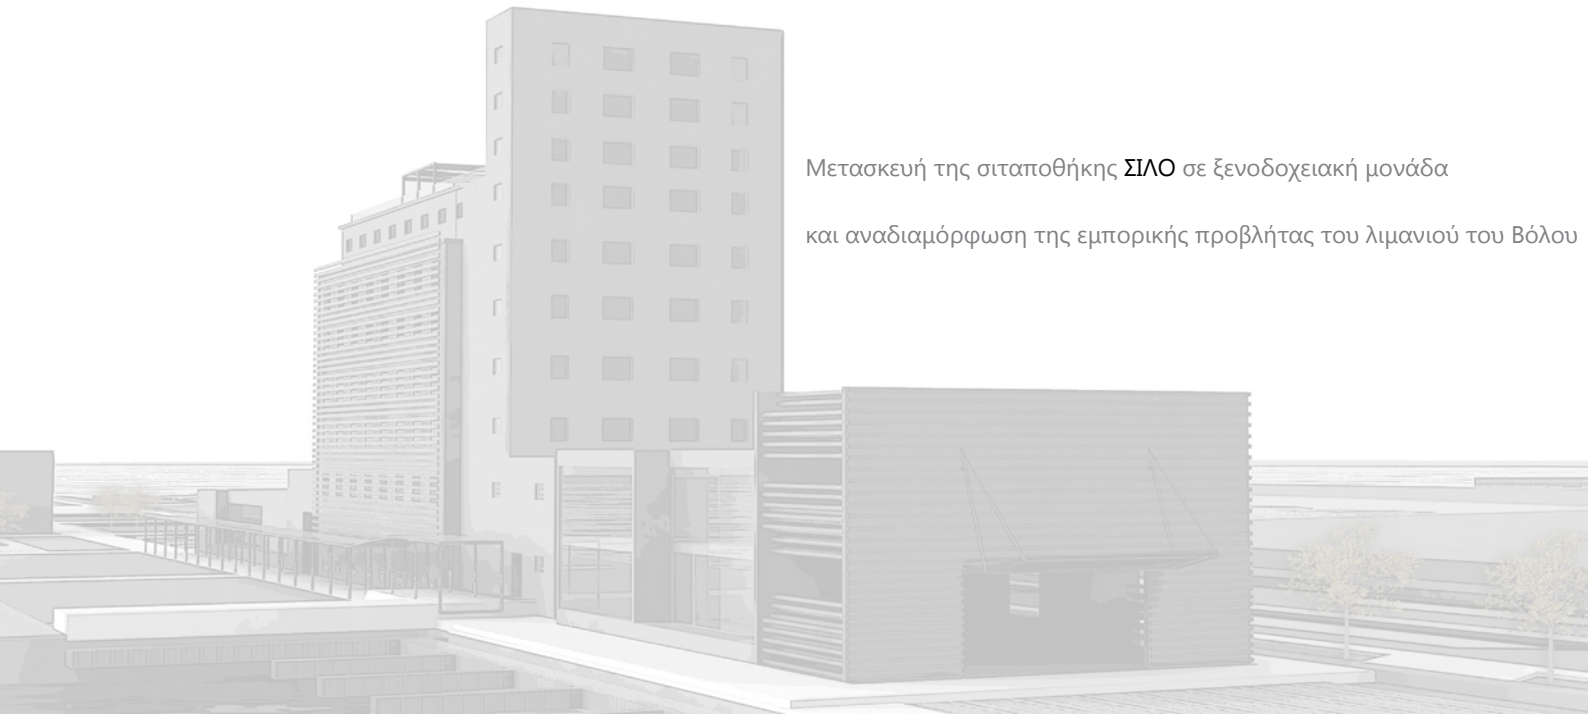 Μετασκευή της σιταποθήκης ΣΙΛΟ σε ξενοδοχειακή μονάδα
και αναδιαμόρφωση της εμπορικής προβλήτας του λιμανιού του Βόλου